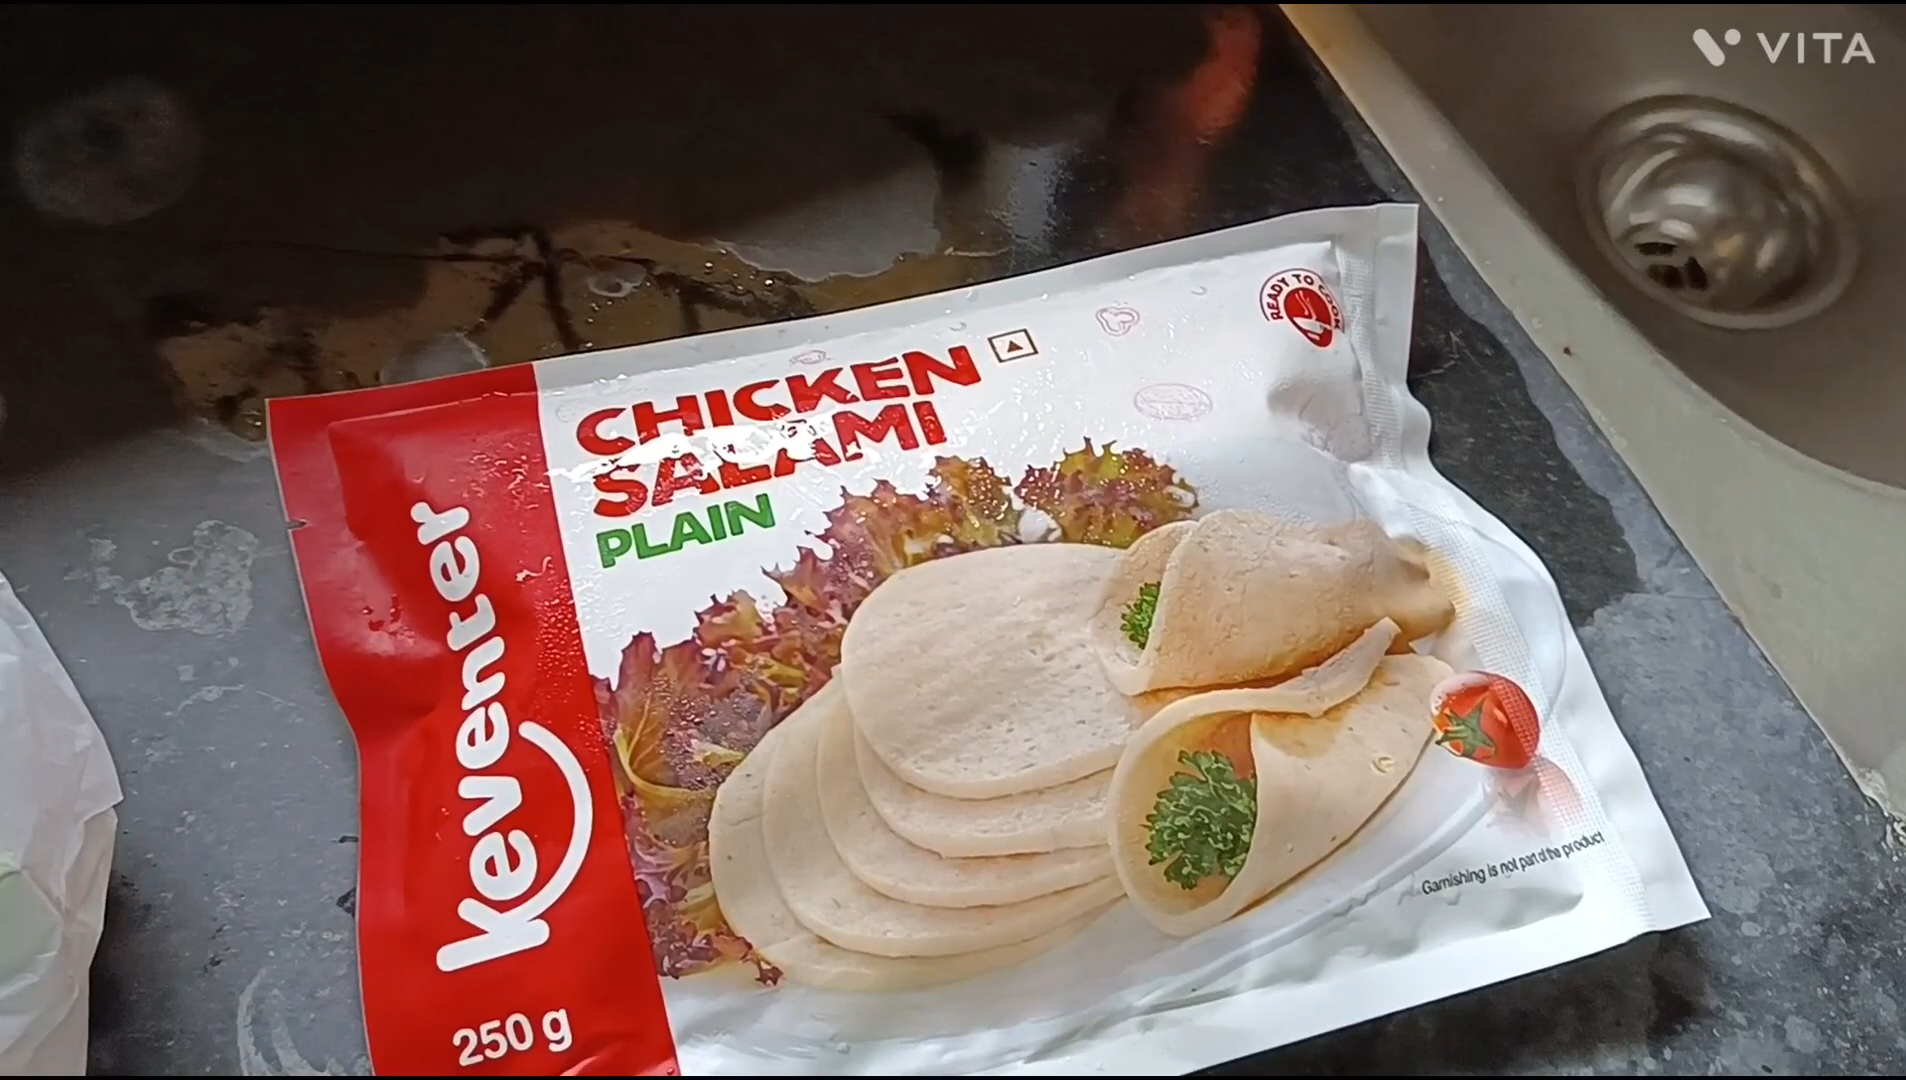 VITA
READY TO COOK
CHICKEN
SALAMI
PLAIN
Keventer
Garnishing is not part of the product
250 g